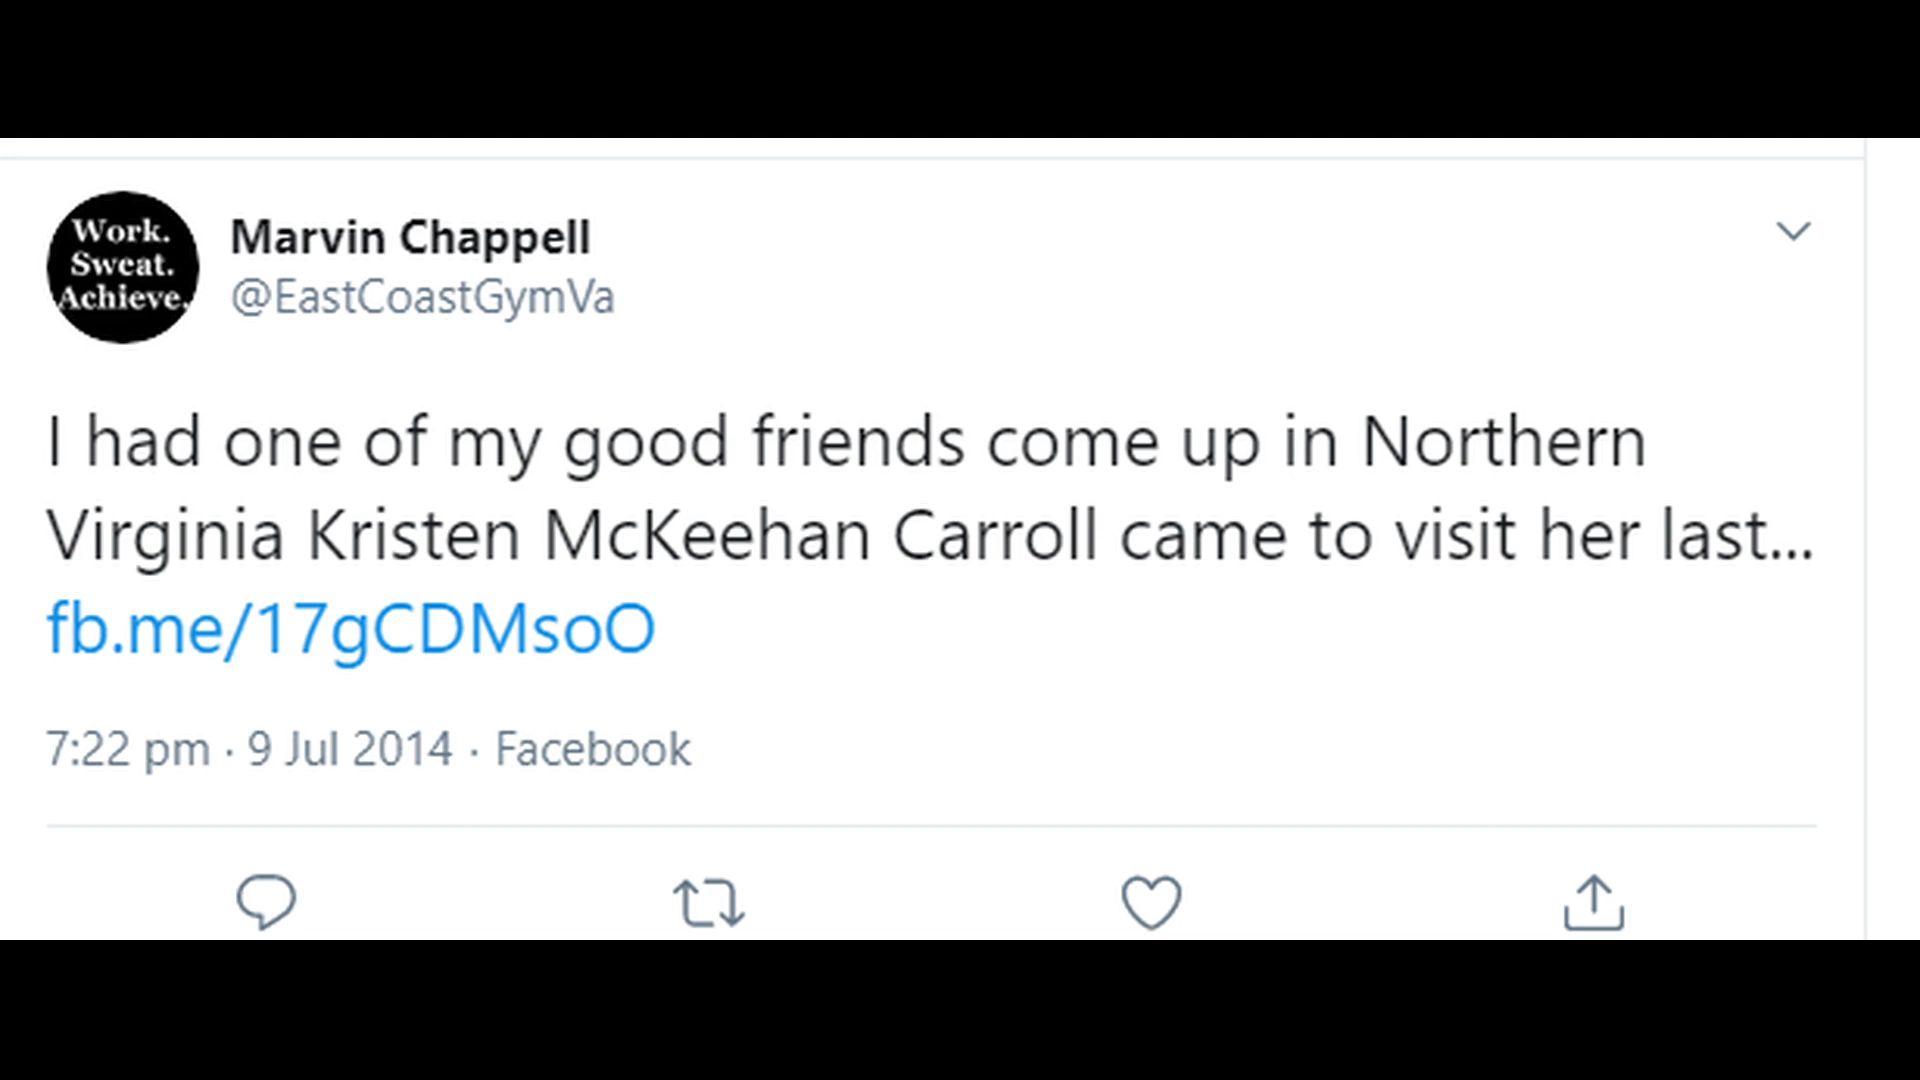 Work.
Sweat.
Achieve.
Marvin Chappell
@EastCoastGymVa
I had one of my good friends come up in Northern
Virginia Kristen McKeehan Carroll came to visit her last...
fb.me/17gCDMsoO
7:22 pm · 9 Jul 2014 · Facebook